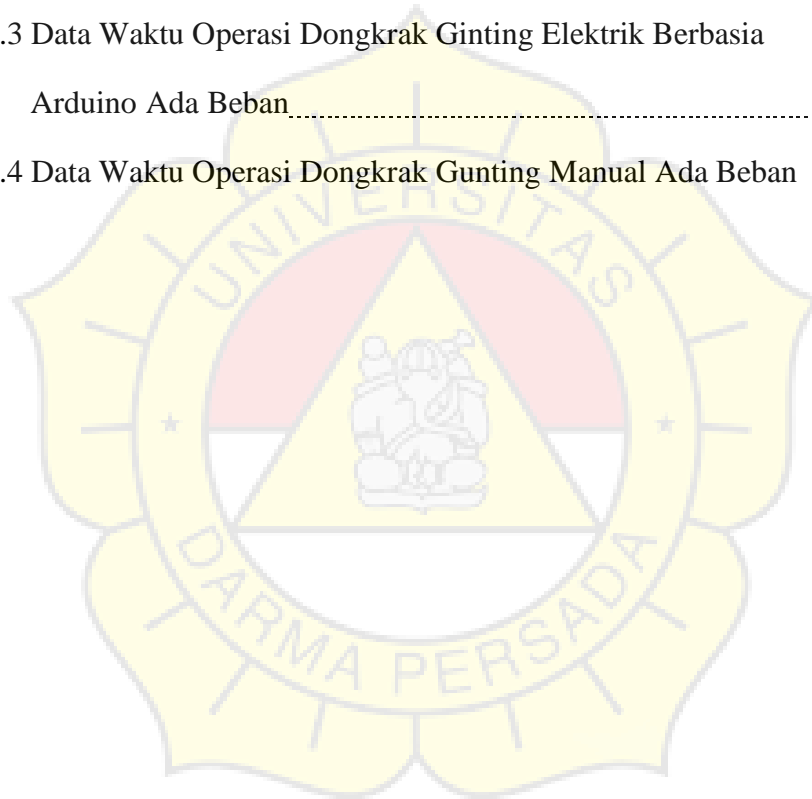 .3 Data Waktu Operasi Dongkrak Ginting Elektrik Berbasia
Arduino Ada Beban
.4 Data Waktu Operasi Dongkrak Gunting Manual Ada Beban
UNIVERSITAS
DARMA PERSADA